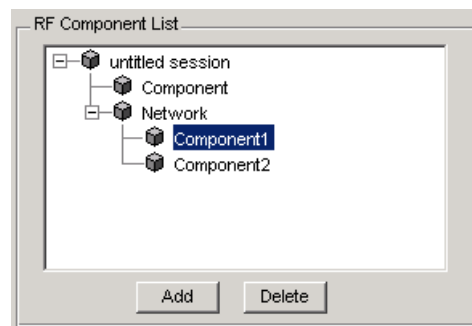 RF Component List
untitled session
Component
Network
Component1
Component2
Add Delete